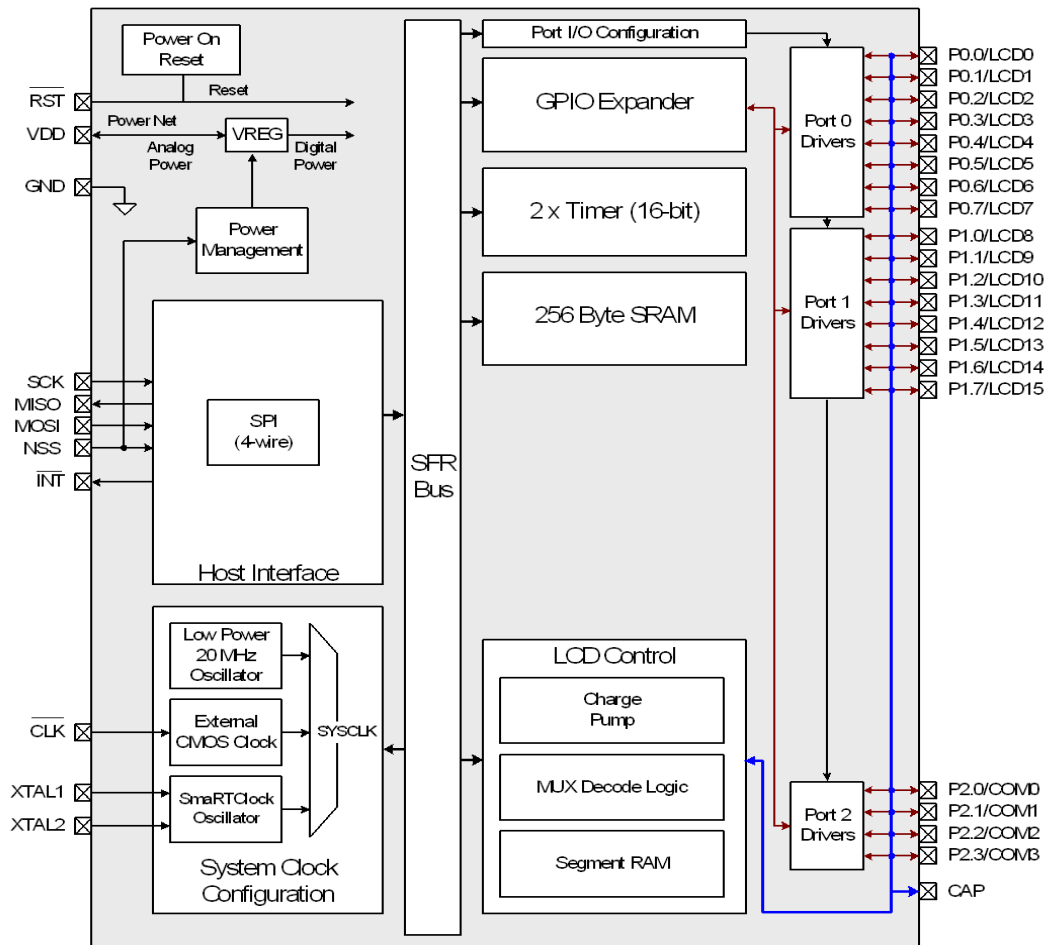 Power On
Reset
RST
Reset
VDD
Power Net
VREG
Analog
Power
Digital
Power
GND
Power
Management
SCK
MISO
MOSI
NSS
INT
SPI
(4-wire)
Host Interface
Low Power
20 MHz
Oscillator
CLK
External
CMOS Clock
SYSCLK
XTAL1
XTAL2
SmaRTClock
Oscillator
System Clock
Configuration
SFR
Bus
Port I/O Configuration
GPIO Expander
2 x Timer (16-bit)
256 Byte SRAM
LCD Control
Charge
Pump
MUX Decode Logic
Segment RAM
Port 0
Drivers
Port 1
Drivers
Port 2
Drivers
P0.0/LCD0
P0.1/LCD1
P0.2/LCD2
P0.3/LCD3
P0.4/LCD4
P0.5/LCD5
P0.6/LCD6
P0.7/LCD7
P1.0/LCD8
P1.1/LCD9
P1.2/LCD10
P1.3/LCD11
P1.4/LCD12
P1.5/LCD13
P1.6/LCD14
P1.7/LCD15
P2.0/COM0
P2.1/COM1
P2.2/COM2
P2.3/COM3
CAP